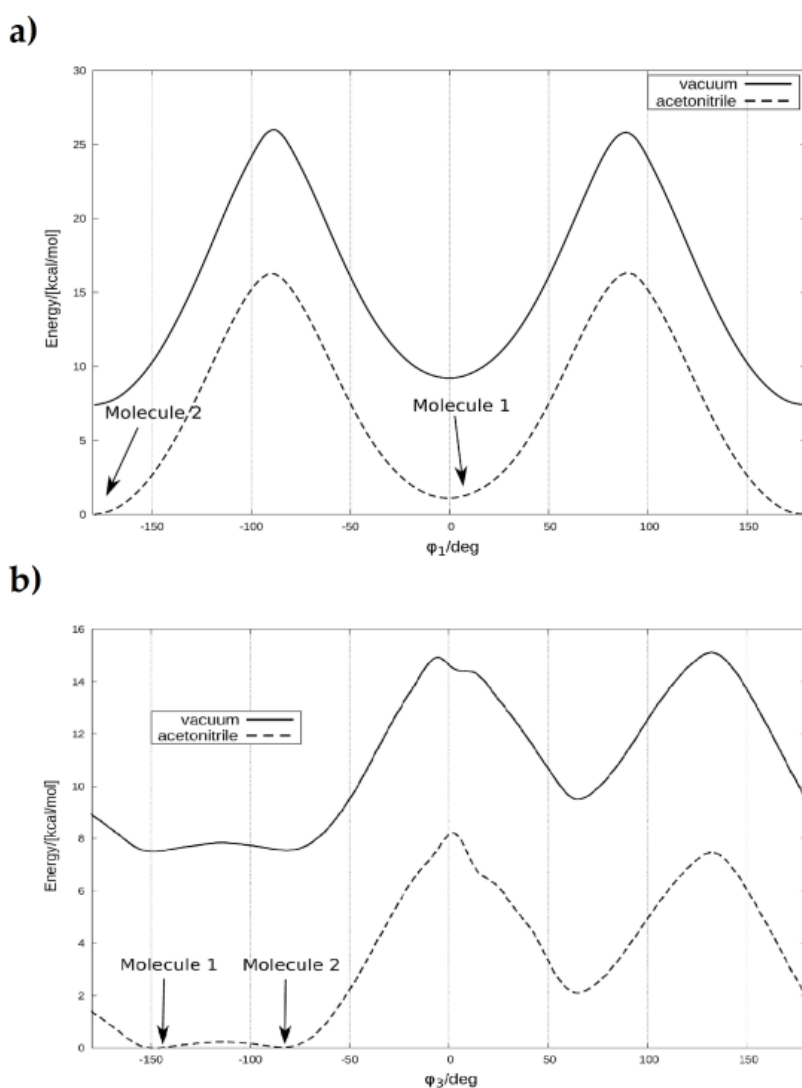 a)
30
25
20
15
10
5
0
Energy/[kcal/mol]
vacuum
acetonitrile
Molecule 2
Molecule 1
-150 -100 -50 0 50 100 150
φ1/deg
b)
16
14
12
10
8
6
4
2
0
Energy/[kcal/mol]
vacuum
acetonitrile
Molecule 1 Molecule 2
-150 -100 -50 0 50 100 150
φ3/deg